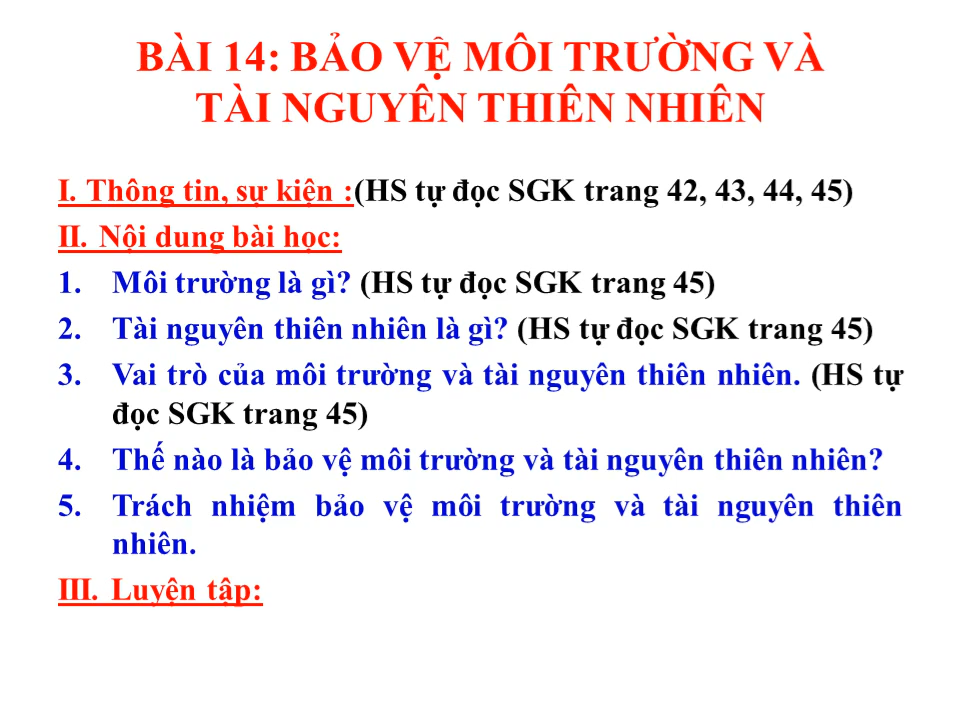 BÀI 14: BẢO VỆ MÔI TRƯỜNG VÀ
TÀI NGUYÊN THIÊN NHIÊN
I. Thông tin, sự kiện :(HS tự đọc SGK trang 42, 43, 44, 45)
II. Nội dung bài học:
1. Môi trường là gì? (HS tự đọc SGK trang 45)
2. Tài nguyên thiên nhiên là gì? (HS tự đọc SGK trang 45)
3. Vai trò của môi trường và tài nguyên thiên nhiên. (HS tự
đọc SGK trang 45)
4. Thế nào là bảo vệ môi trường và tài nguyên thiên nhiên?
5. Trách nhiệm bảo vệ môi trường và tài nguyên thiên
nhiên.
III. Luyện tập: